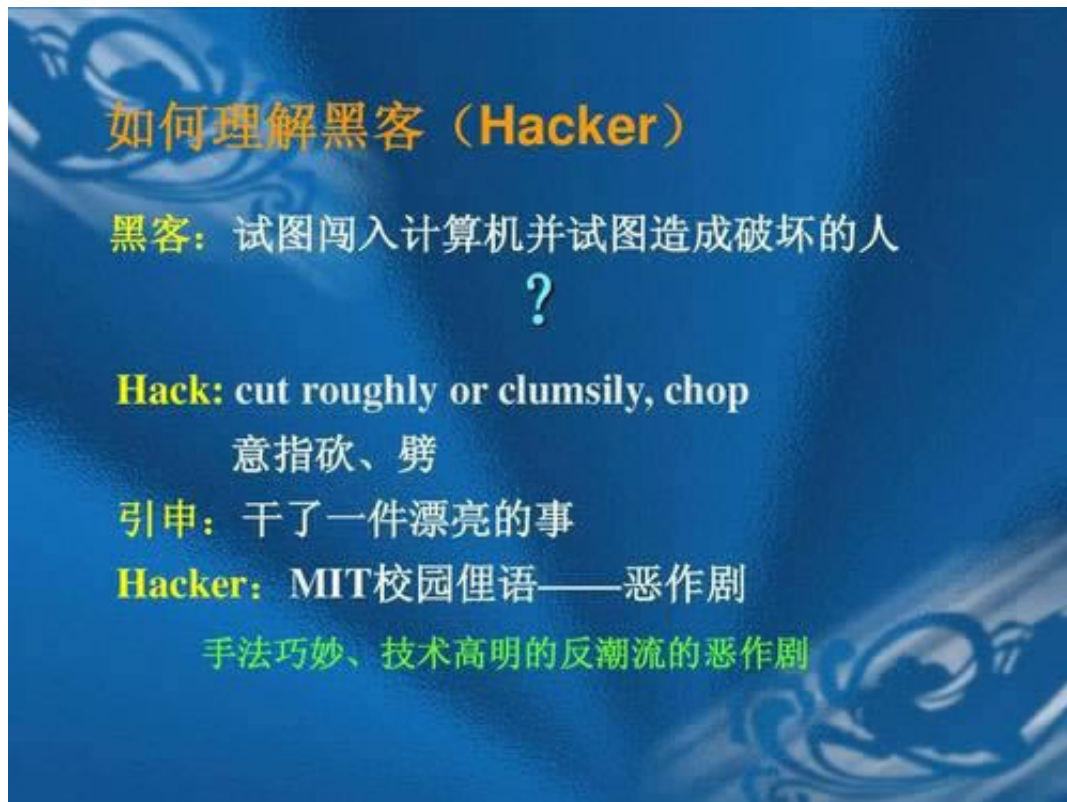 如何理解黑客（Hacker）
黑客：试图闯入计算机并试图造成破坏的人
?
Hack: cut roughly or clumsily, chop
意指砍、劈
引申：干了一件漂亮的事
Hacker：MIT校园俚语——恶作剧
手法巧妙、技术高明的反潮流的恶作剧